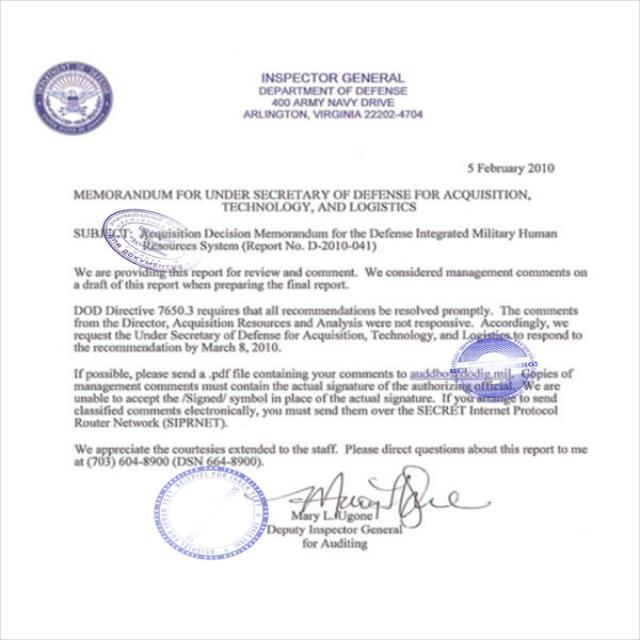 DEPARTMENT OF DEFENSE
INSPECTOR GENERAL
DEPARTMENT OF DEFENSE
400 ARMY NAVY DRIVE
ARLINGTON, VIRGINIA 22202-4704
5 February 2010
MEMORANDUM FOR UNDER SECRETARY OF DEFENSE FOR ACQUISITION,
TECHNOLOGY, AND LOGISTICS
SUBJECT: Acquisition Decision Memorandum for the Defense Integrated Military Human
Resources System (Report No. D-2010-041)
We are providing this report for review and comment. We considered management comments on
a draft of this report when preparing the final report.
DOD Directive 7650.3 requires that all recommendations be resolved promptly. The comments
from the Director, Acquisition Resources and Analysis were not responsive. Accordingly, we
request the Under Secretary of Defense for Acquisition, Technology, and Logistics to respond to
the recommendation by March 8, 2010.
If possible, please send a .pdf file containing your comments to auddbo@dodig.mil. Copies of
management comments must contain the actual signature of the authorizing official. We are
unable to accept the /Signed/ symbol in place of the actual signature. If you arrange to send
classified comments electronically, you must send them over the SECRET Internet Protocol
Router Network (SIPRNET).
We appreciate the courtesies extended to the staff. Please direct questions about this report to me
at (703) 604-8900 (DSN 664-8900).
Mary L. Ugone
Deputy Inspector General
for Auditing